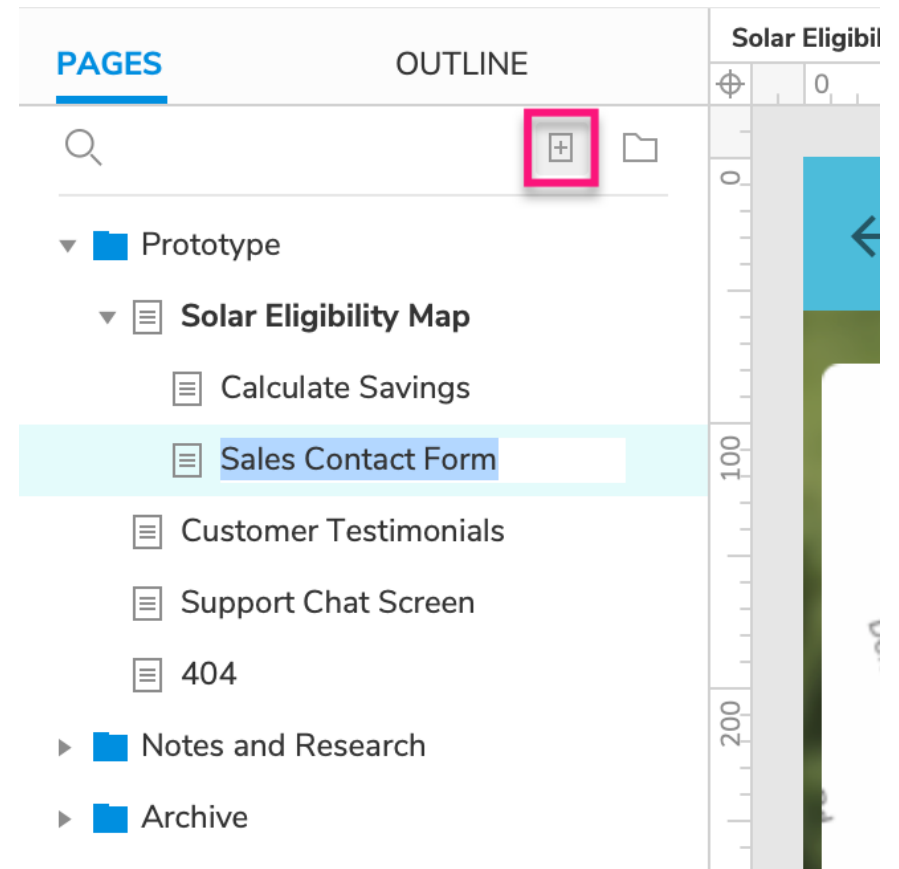 PAGES OUTLINE
Solar Eligibil
0
0
Prototype
Solar Eligibility Map
Calculate Savings
Sales Contact Form
100
Customer Testimonials
Support Chat Screen
404
200
Notes and Research
Archive